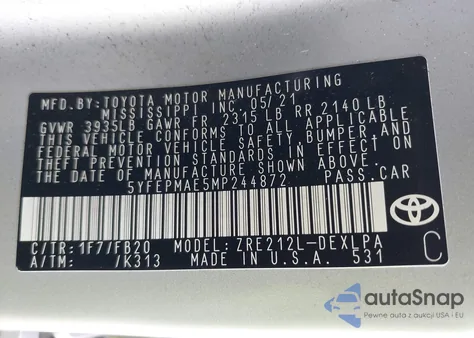 MFD.BY:TOYOTA MOTOR MANUFACTURING
MISSISSIPPI INC. 05/21
GVWR 3935LB GAWR FR 2315 LB RR 2140 LB
THIS VEHICLE CONFORMS TO ALL APPLICABLE
FEDERAL MOTOR VEHICLE SAFETY, BUMPER, AND
THEFT PREVENTION STANDARDS IN EFFECT ON
THE DATE OF MANUFACTURE SHOWN ABOVE.
5YFEPMAE5MP244872 PASS.CAR
TOYOTA
C/TR:1F7/FB20 MODEL:ZRE212L-DEXLPA
A/TM: /K313 MADE IN U.S.A. 531
C
autoSnap
Pewne auta z aukcji USA i EU